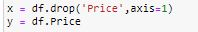 x = df.drop('Price',axis=1)
y = df.Price